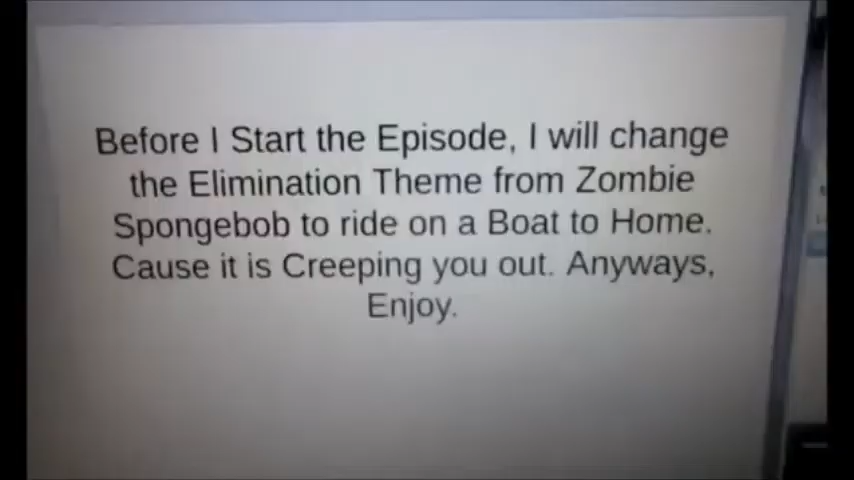 Before I Start the Episode, I will change
the Elimination Theme from Zombie
Spongebob to ride on a Boat to Home.
Cause it is Creeping you out. Anyways,
Enjoy.